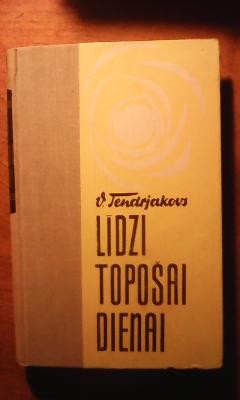 V. Tendrjakovs
LĪDZI
TOPOŠAI
DIENAI